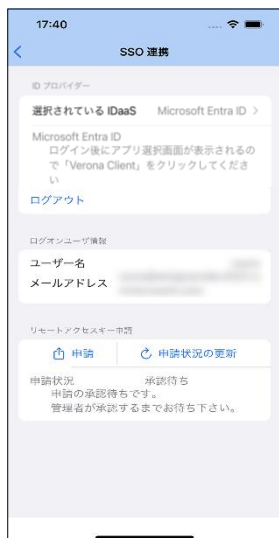 17:40
SSO 連携
ID プロバイダー
選択されている IDaaS Microsoft Entra ID
Microsoft Entra ID
ログイン後にアプリ選択画面が表示されるの
で「Verona Client」をクリックしてくださ
い
ログアウト
ログオンユーザ情報
ユーザー名
メールアドレス
リモートアクセスキー申請
申請 申請状況の更新
申請状況 承認待ち
申請の承認待ちです。
管理者が承認するまでお待ち下さい。